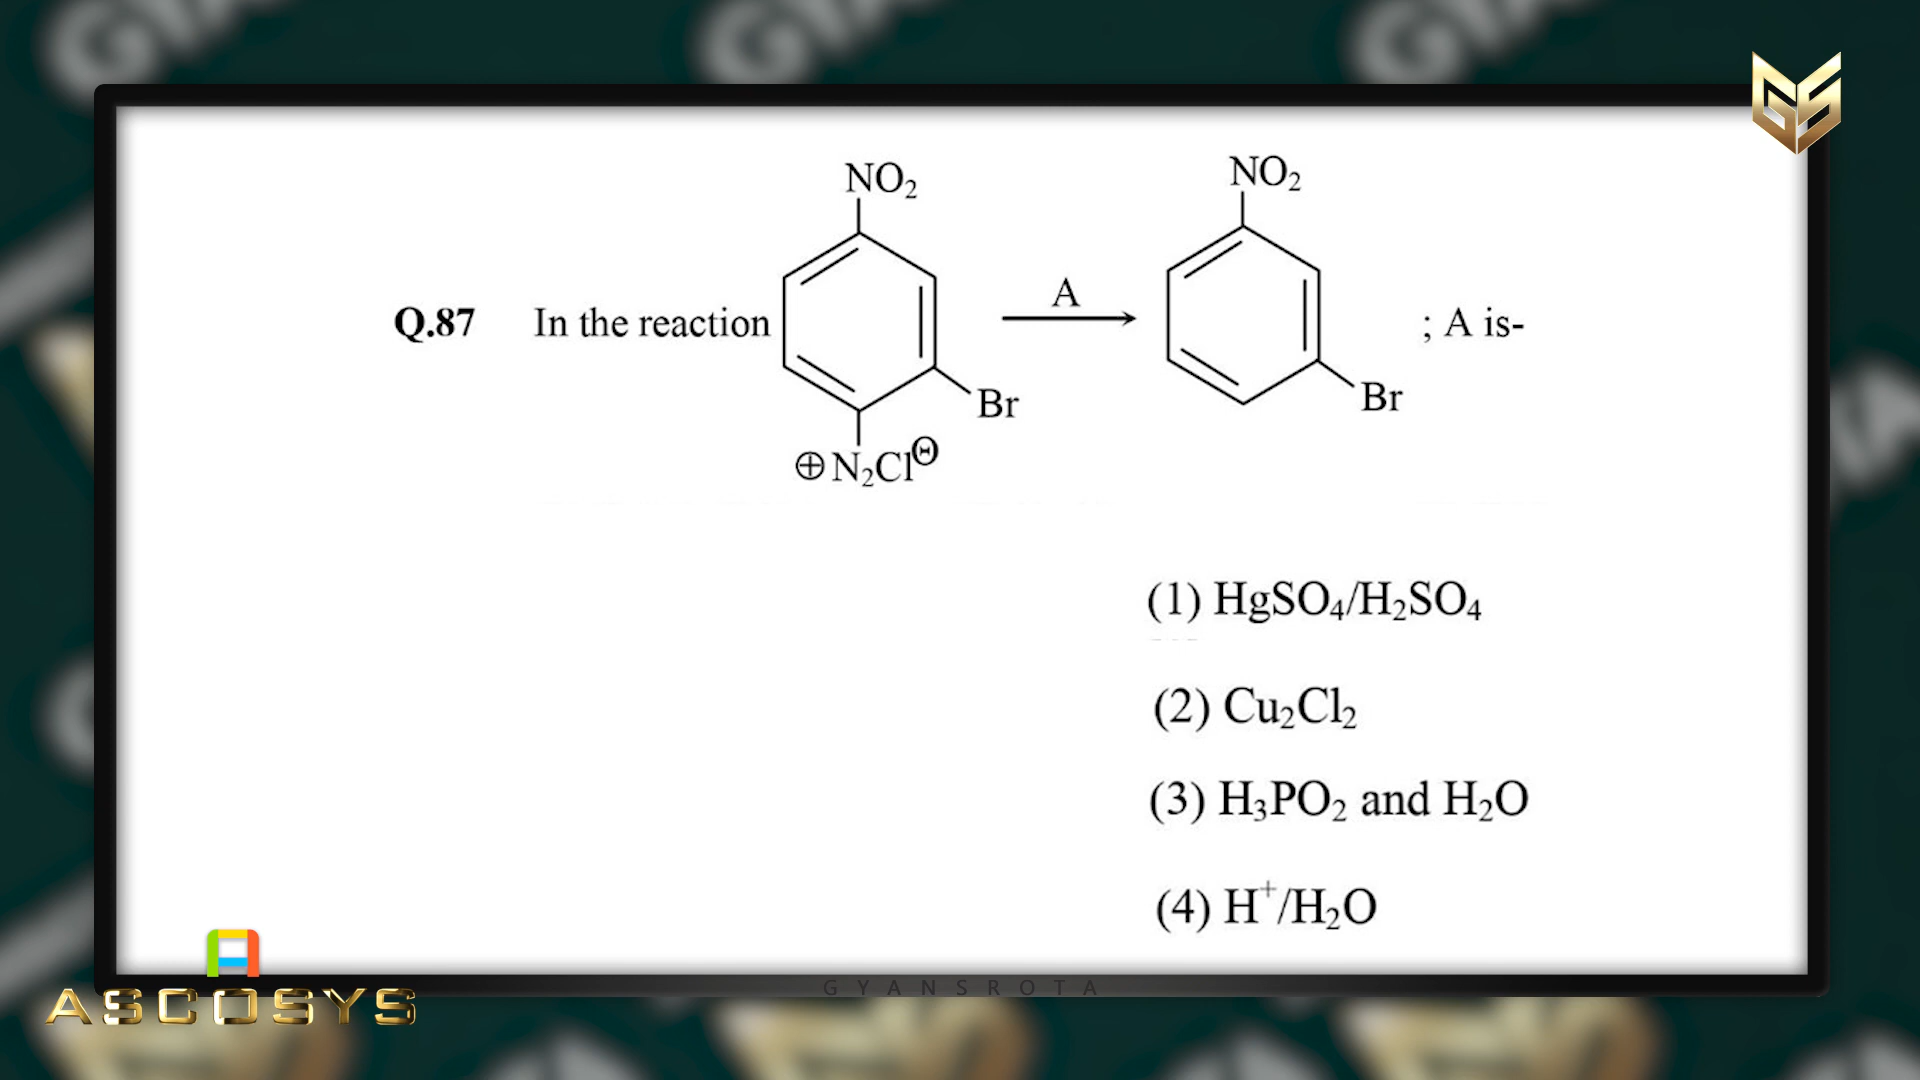 NO₂
NO₂
Q.87 In the reaction
A
; A is-
Br
Br
⊕N₂Cl⊖
(1) HgSO₄/H₂SO₄
(2) Cu₂Cl₂
(3) H₃PO₂ and H₂O
(4) H⁺/H₂O
GYANSROTA
ASCOSYS